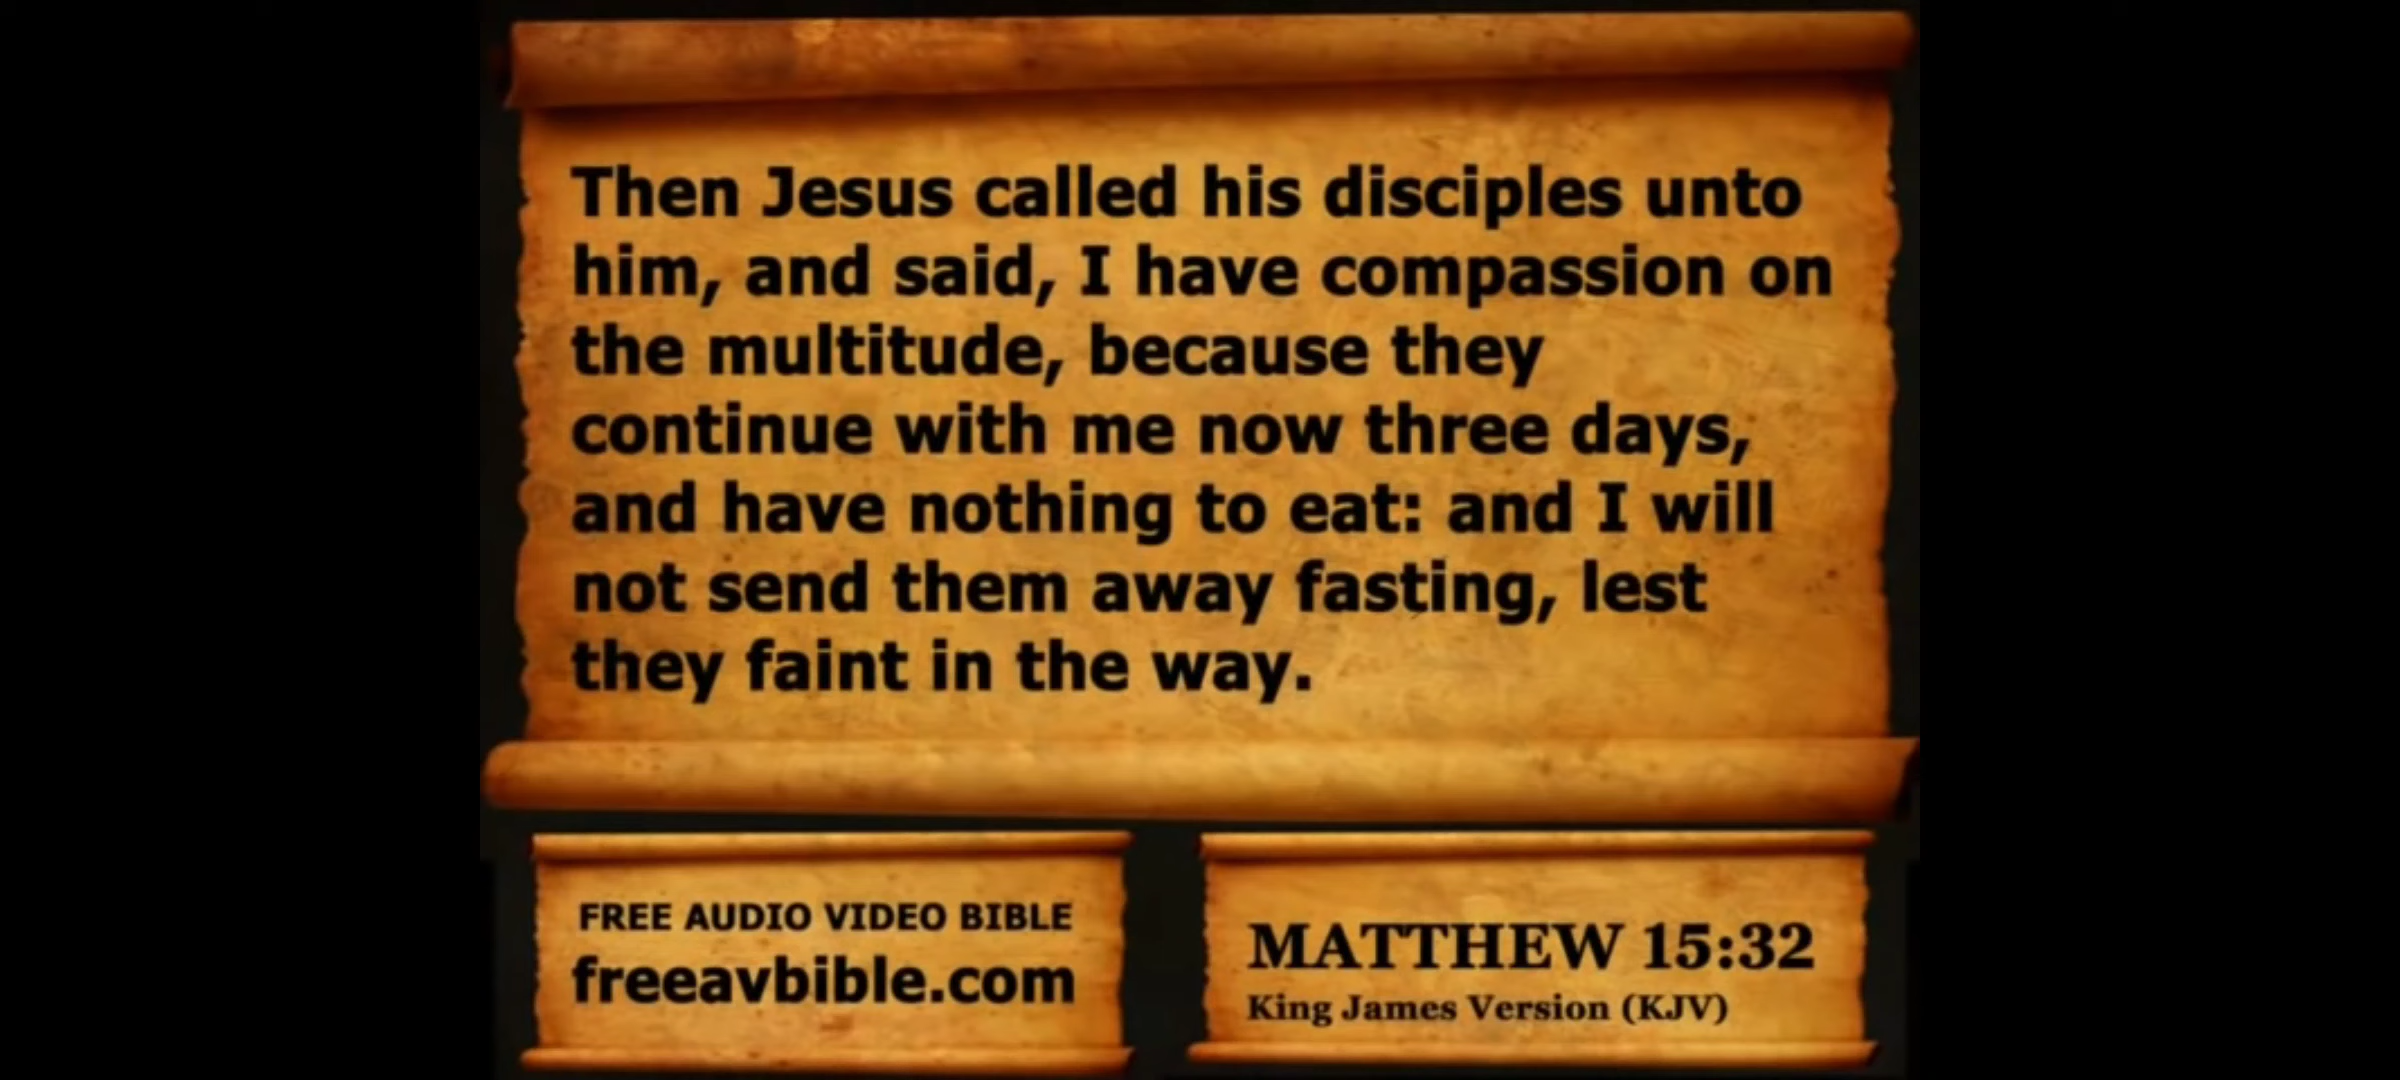 Then Jesus called his disciples unto
him, and said, I have compassion on
the multitude, because they
continue with me now three days,
and have nothing to eat: and I will
not send them away fasting, lest
they faint in the way.
FREE AUDIO VIDEO BIBLE
freeavbible.com
MATTHEW 15:32
King James Version (KJV)